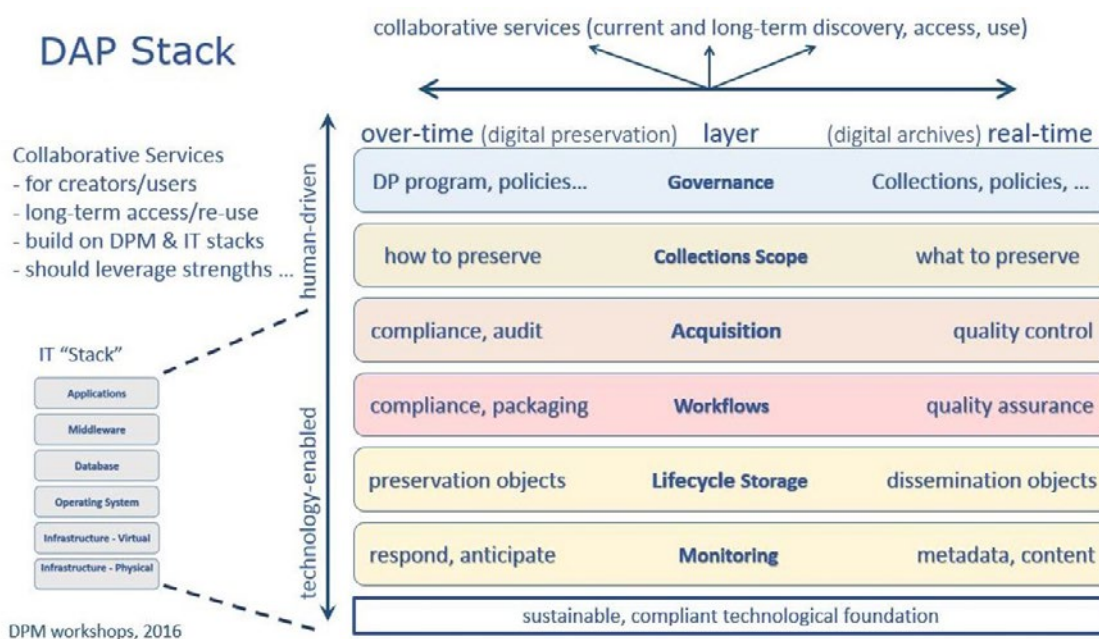 DAP Stack
collaborative services (current and long-term discovery, access, use)
Collaborative Services
- for creators/users
- long-term access/re-use
- build on DPM & IT stacks
- should leverage strengths ...
IT "Stack"
Applications
Middleware
Database
Operating System
Infrastructure - Virtual
Infrastructure - Physical
DPM workshops, 2016
human-driven
technology-enabled
over-time (digital preservation) layer (digital archives) real-time
DP program, policies... Governance Collections, policies, ...
how to preserve Collections Scope what to preserve
compliance, audit Acquisition quality control
compliance, packaging Workflows quality assurance
preservation objects Lifecycle Storage dissemination objects
respond, anticipate Monitoring metadata, content
sustainable, compliant technological foundation